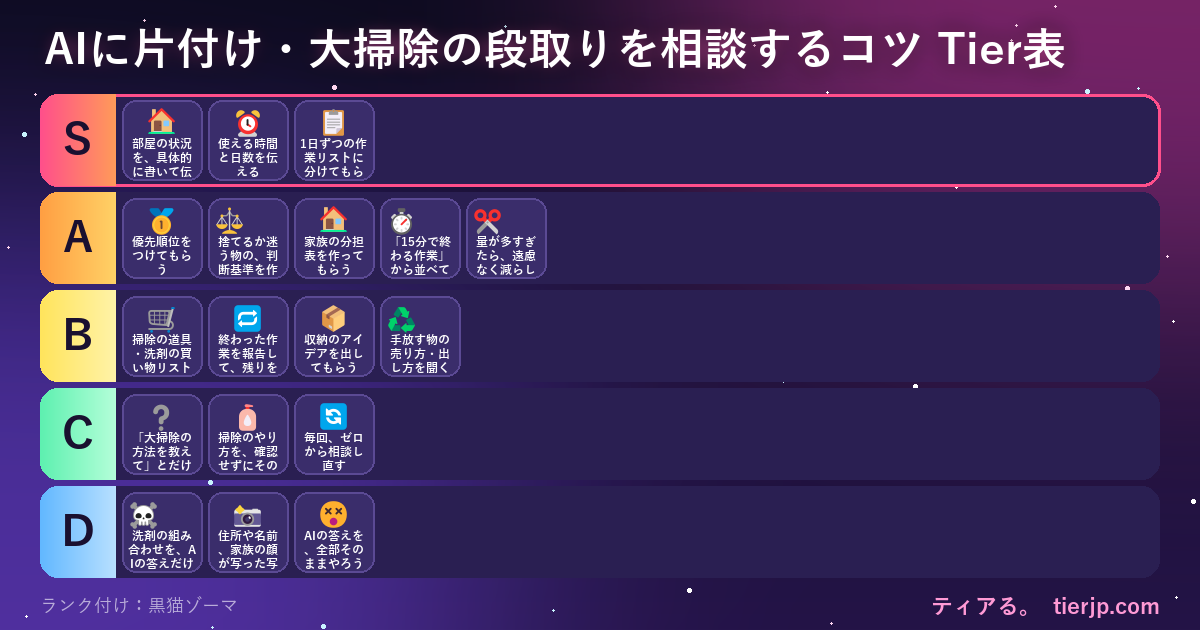 AIに片付け・大掃除の段取りを相談するコツ Tier表
S
部屋の状況
を、具体的
に書いて伝
使える時間
と日数を伝
える
1日ずつの作
業リストに
分けてもら
A
優先順位を
つけてもら
う
捨てるか迷
う物の、判
断基準を作
家族の分担
表を作って
もらう
「15分で終
わる作業」
から並べて
量が多すぎ
たら、遠慮
なく減らし
B
掃除の道具
・洗剤の買
い物リスト
終わった作
業を報告し
て、残りを
収納のアイ
デアを出し
てもらう
手放す物の
売り方・出
し方を聞く
C
「大掃除の
方法を教え
て」とだけ
掃除のやり
方を、確認
せずにその
毎回、ゼロ
から相談し
直す
D
洗剤の組み
合わせを、A
Iの答えだけ
住所や名前
、家族の顔
が写った写
AIの答えを
、全部その
ままやろう
ランク付け：黒猫ゾーマ
ティアる。 tierjp.com